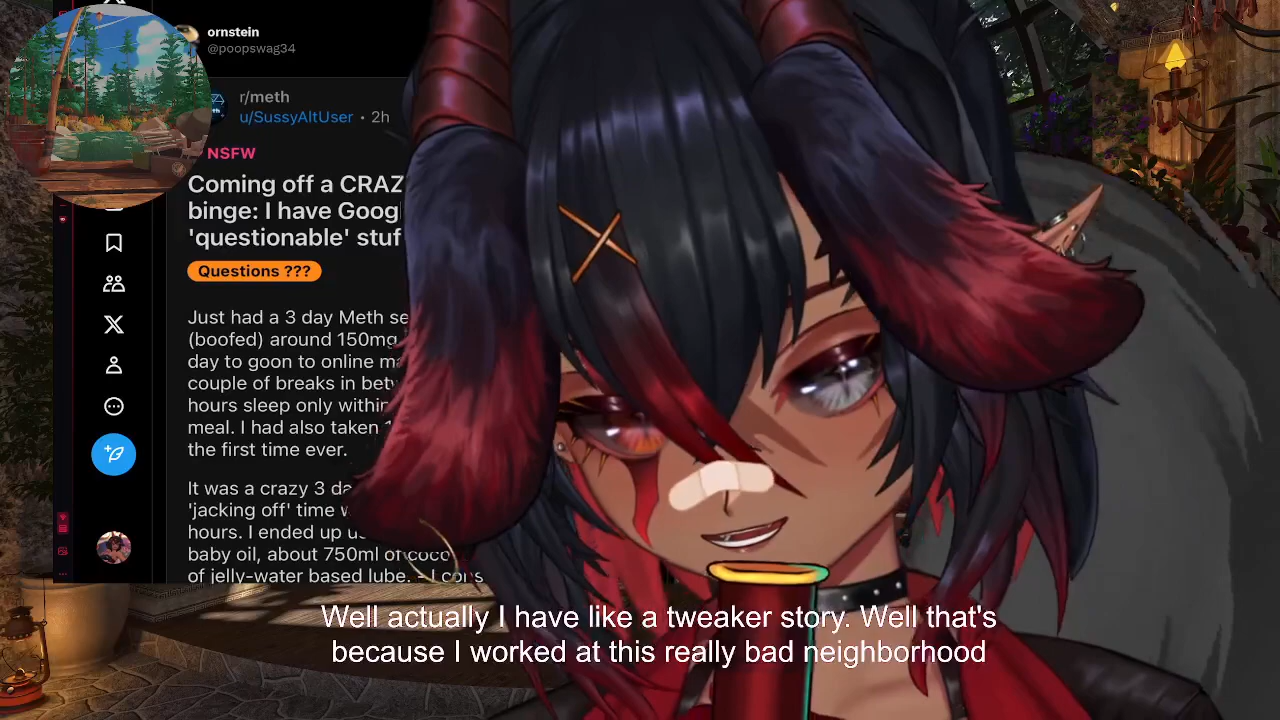 ornstein
@poopswag34
r/meth
u/SussyAltUser • 2h
NSFW
Coming off a CRAZ
binge: I have Goog
'questionable' stuf
Questions ???
Just had a 3 day Meth se
(boofed) around 150mg
day to goon to online ma
couple of breaks in betw
hours sleep only within
meal. I had also taken 1
the first time ever.
It was a crazy 3 da
'jacking off' time w
hours. I ended up us
baby oil, about 750ml of coco
of jelly-water based lube. - I cons
Well actually I have like a tweaker story. Well that's
because I worked at this really bad neighborhood